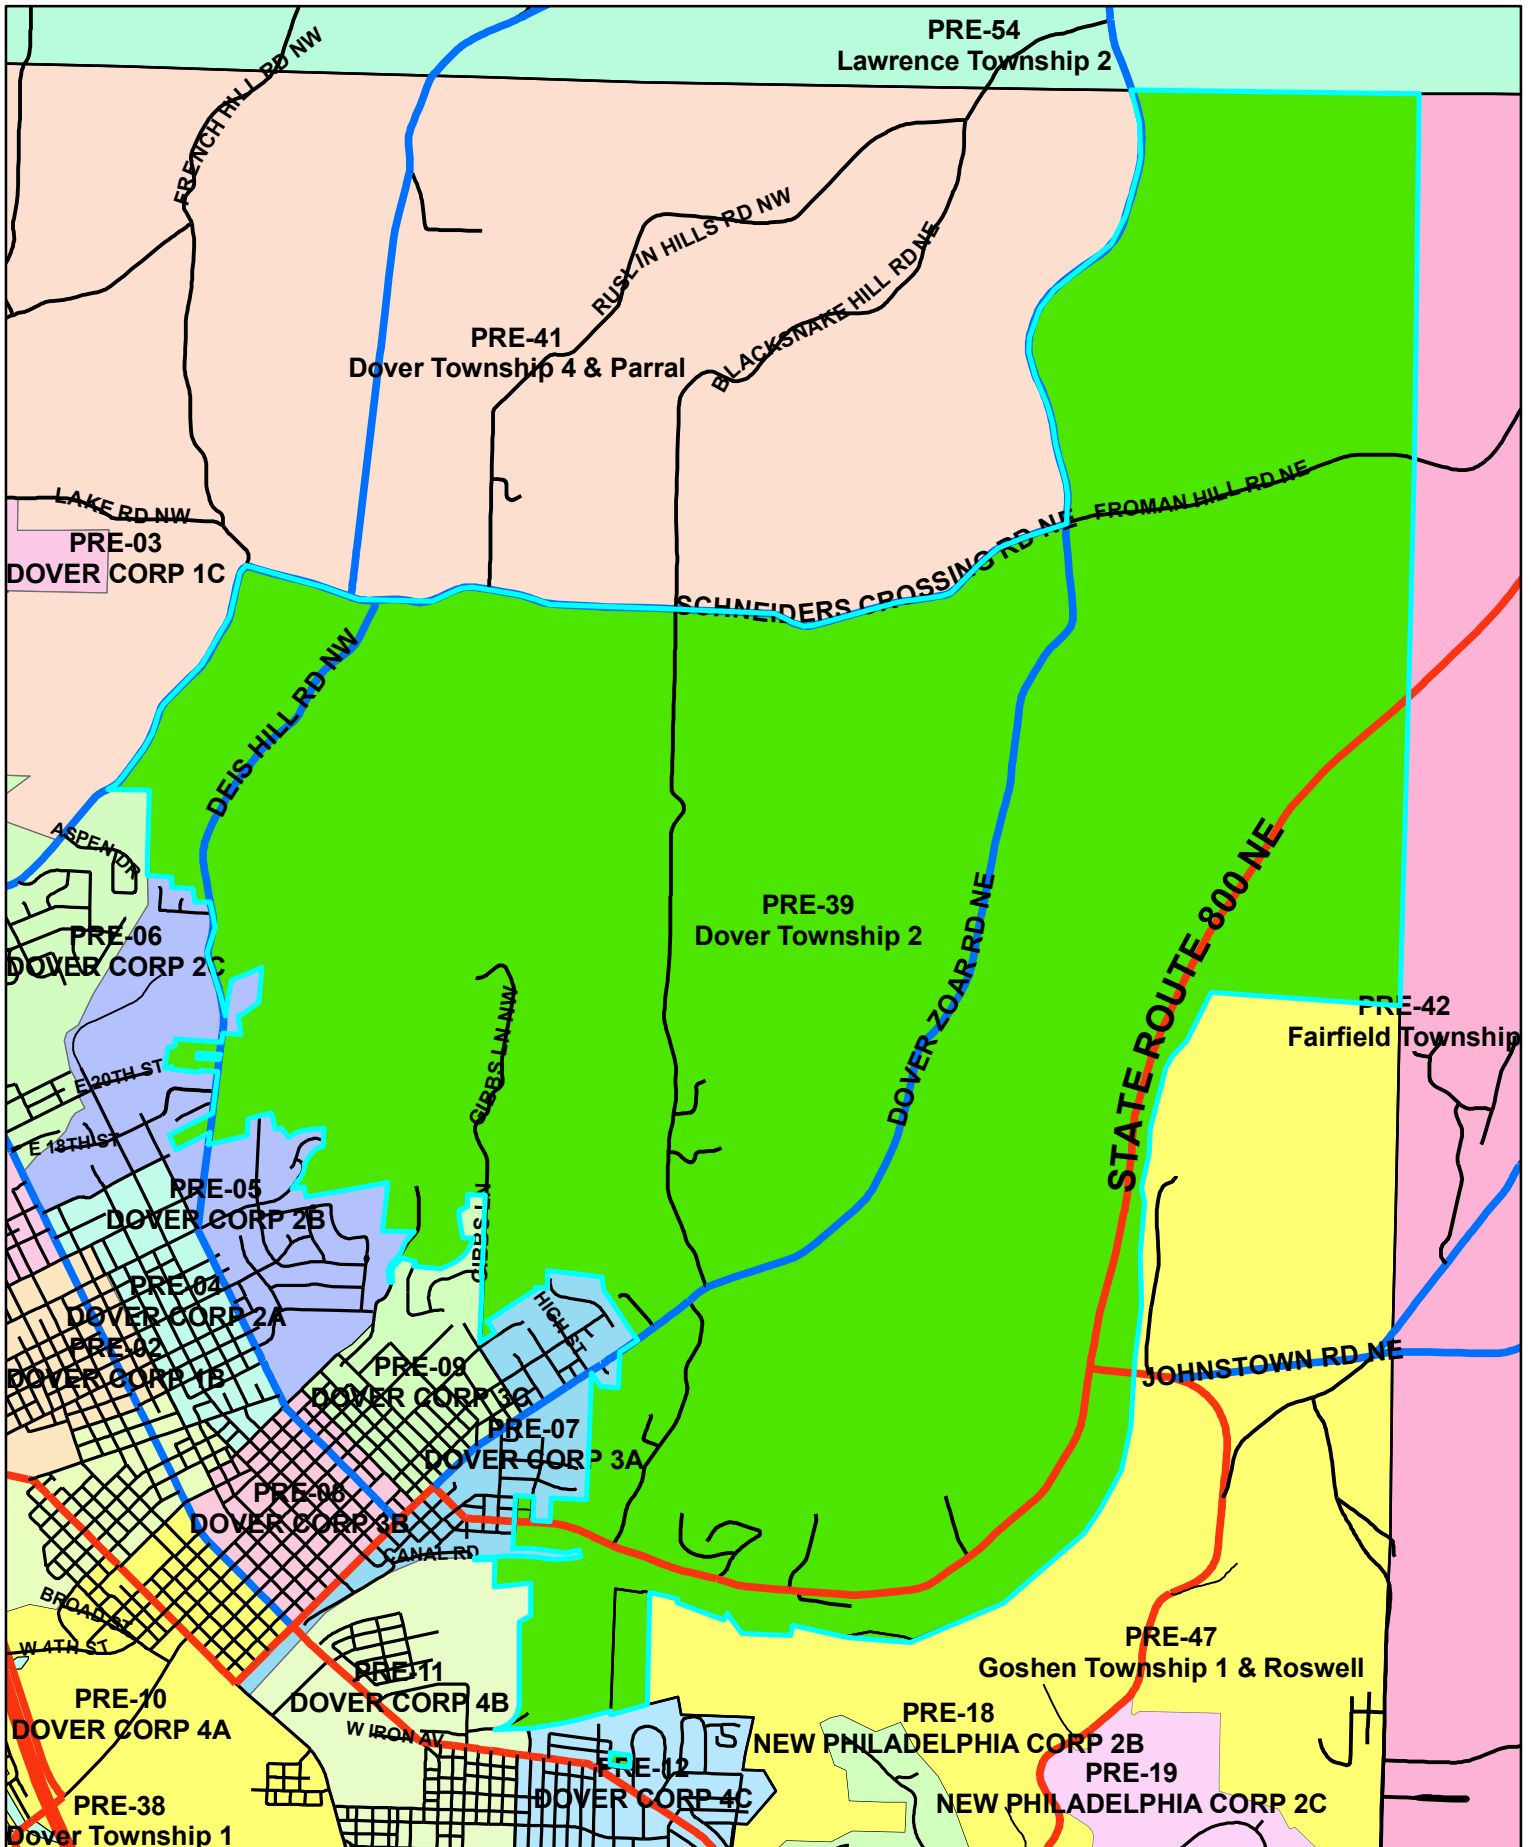 PRE-54
Lawrence Township 2
FRENCH HILL RD NW
RUSLIN HILLS RD NW
BLACKSNAKE HILL RD NE
PRE-41
Dover Township 4 & Parral
LAKE RD NW
FROMAN HILL RD NE
PRE-03
DOVER CORP 1C
SCHNEIDERS CROSSING RD NE
DEIS HILL RD NW
ASPEN DR
STATE ROUTE 800 NE
PRE-39
Dover Township 2
DOVER ZOAR RD NE
PRE-06
DOVER CORP 2C
GIBBS LN NW
PRE-42
Fairfield Township
E 20TH ST
E 18TH ST
PRE-05
DOVER CORP 2B
GIBBS LN
PRE-04
DOVER CORP 2A
HIGH ST
PRE-02
DOVER CORP 1B
JOHNSTOWN RD NE
PRE-09
DOVER CORP 3C
PRE-07
DOVER CORP 3A
PRE-08
DOVER CORP 3B
CANAL RD
BROAD ST
W 4TH ST
PRE-47
Goshen Township 1 & Roswell
PRE-11
DOVER CORP 4B
PRE-10
DOVER CORP 4A
W IRON AV
PRE-18
NEW PHILADELPHIA CORP 2B
PRE-12
DOVER CORP 4C
PRE-19
NEW PHILADELPHIA CORP 2C
PRE-38
Dover Township 1